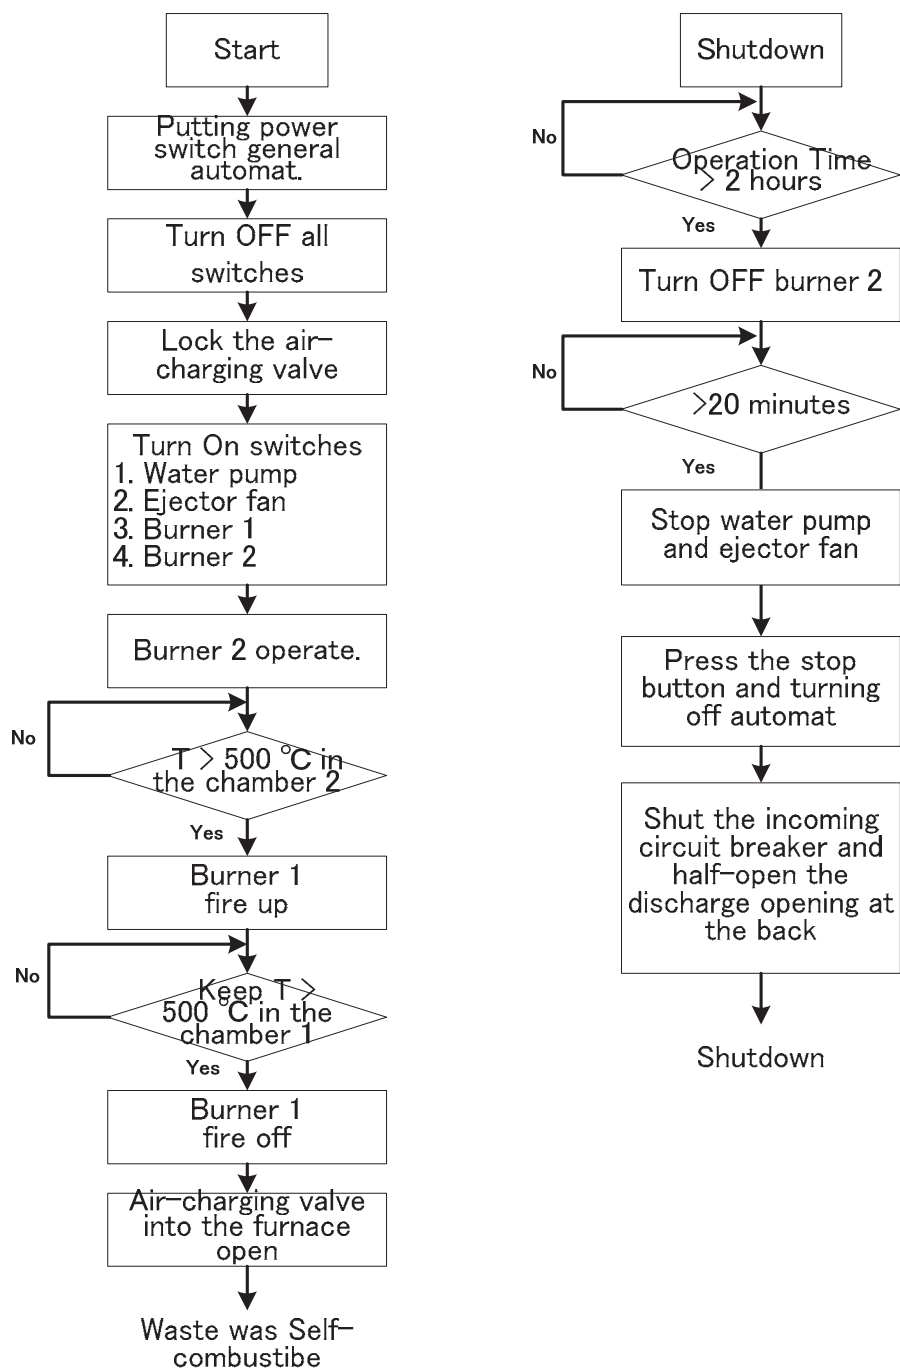 Start
Putting power
switch general
automat.
Turn OFF all
switches
Lock the air-
charging valve
Turn On switches
1. Water pump
2. Ejector fan
3. Burner 1
4. Burner 2
Burner 2 operate.
No
T > 500 °C in
the chamber 2
Yes
Burner 1
fire up
No
Keep T >
500 °C in the
chamber 1
Yes
Burner 1
fire off
Air-charging valve
into the furnace
open
Waste was Self-
combustibe
Shutdown
No
Operation Time
> 2 hours
Yes
Turn OFF burner 2
No
>20 minutes
Yes
Stop water pump
and ejector fan
Press the stop
button and turning
off automat
Shut the incoming
circuit breaker and
half-open the
discharge opening at
the back
Shutdown